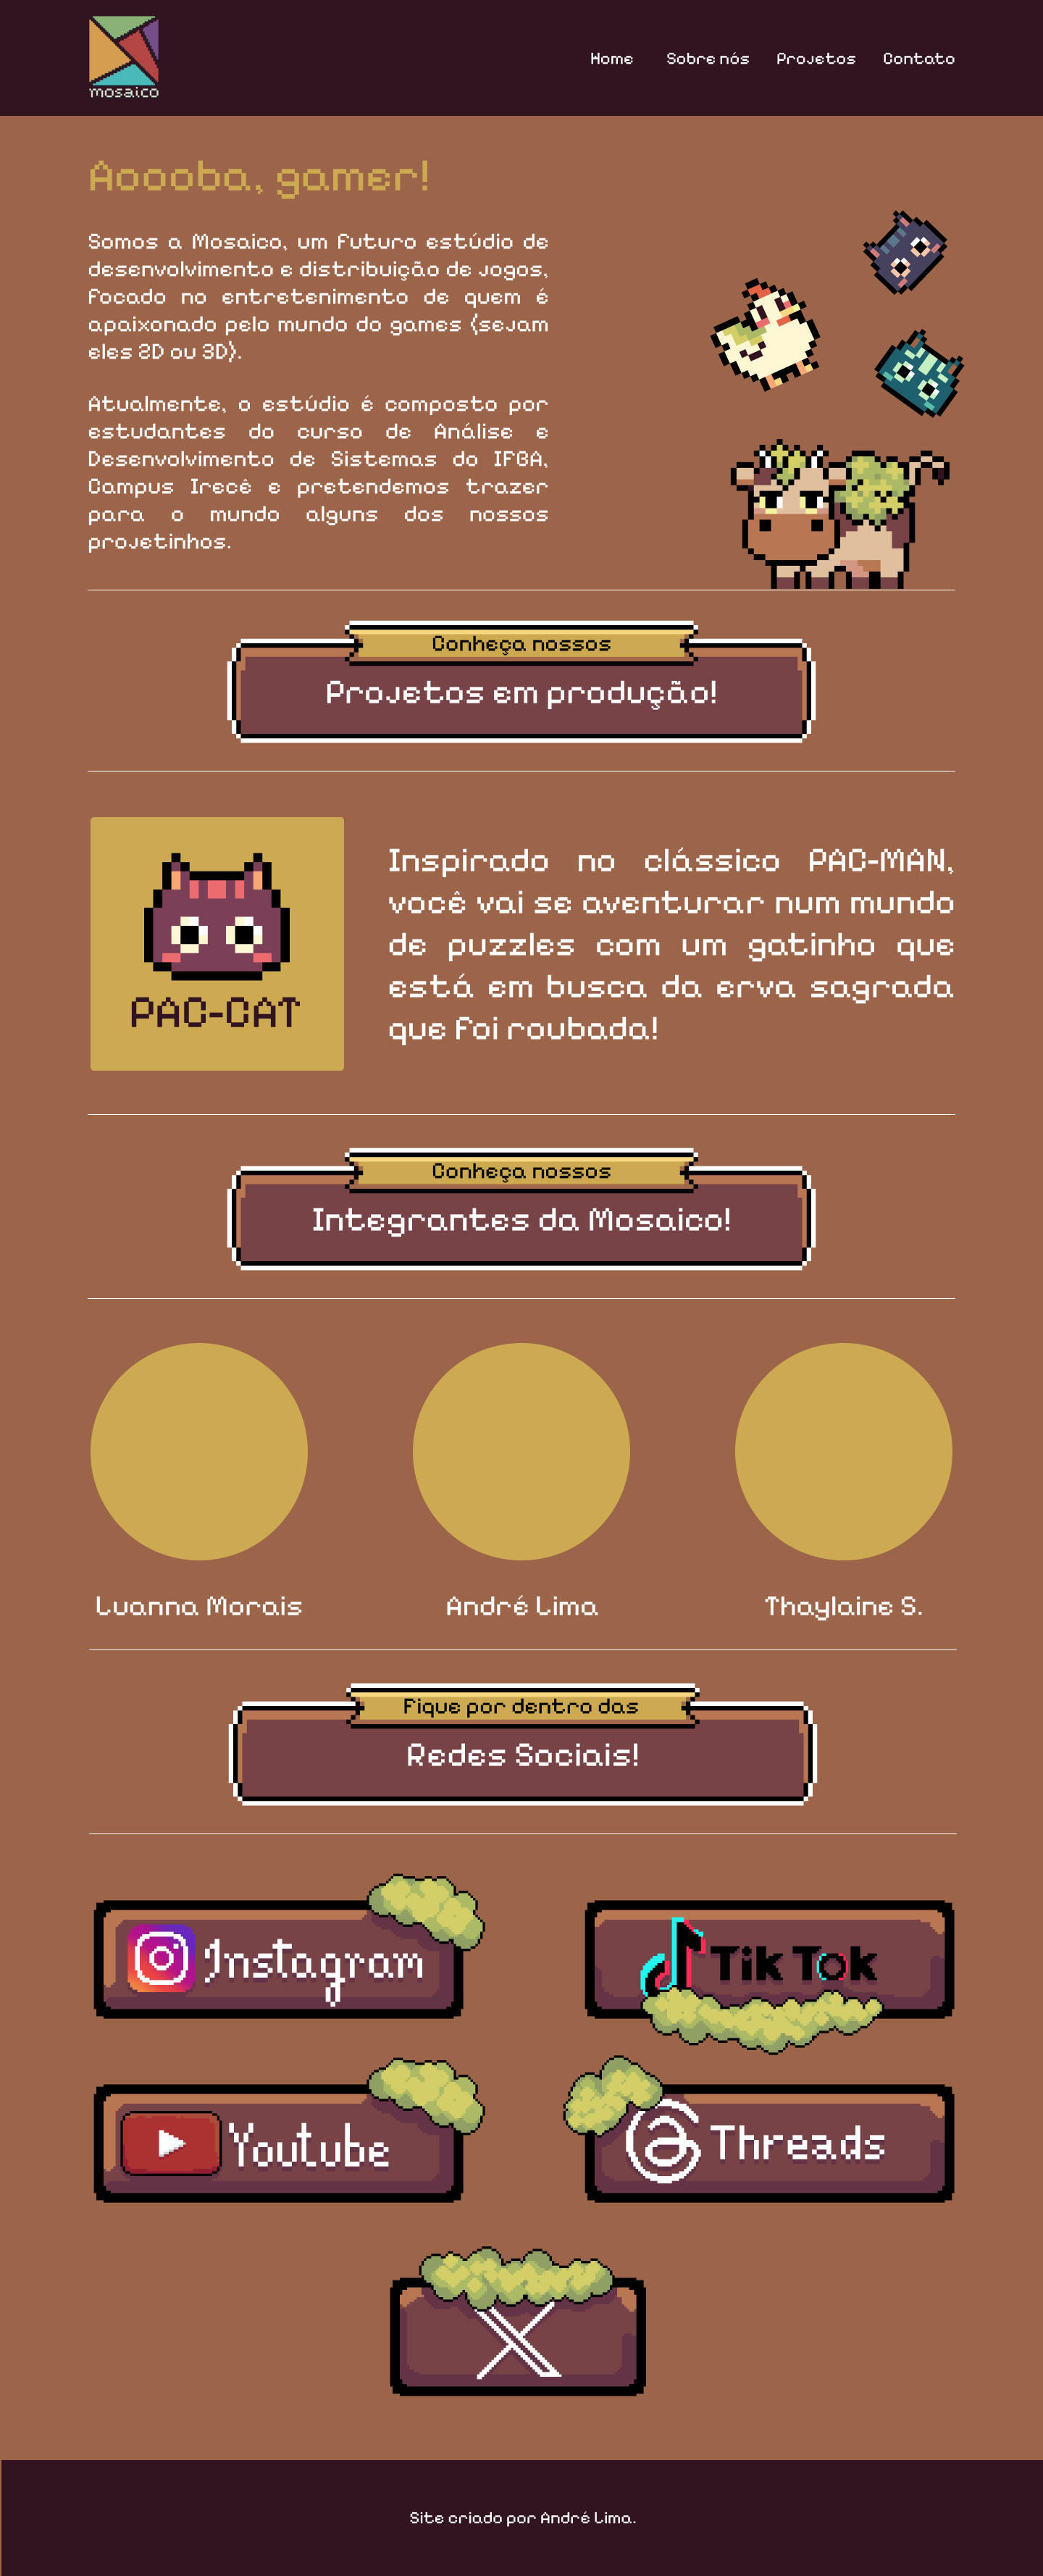 mosaico
Home Sobre nós Projetos Contato
Aoooba, gamer!
Somos a Mosaico, um futuro estúdio de
desenvolvimento e distribuição de jogos,
focado no entretenimento de quem é
apaixonado pelo mundo do games (sejam
eles 2D ou 3D).
Atualmente, o estúdio é composto por
estudantes do curso de Análise e
Desenvolvimento de Sistemas do IFBA,
Campus Irecê e pretendemos trazer
para o mundo alguns dos nossos
projetinhos.
Conheça nossos
Projetos em produção!
PAC-CAT
Inspirado no clássico PAC-MAN,
você vai se aventurar num mundo
de puzzles com um gatinho que
está em busca da erva sagrada
que foi roubada!
Conheça nossos
Integrantes da Mosaico!
Luanna Morais
André Lima
Thaylaine S.
Fique por dentro das
Redes Sociais!
Instagram
TikTok
Youtube
Threads
X
Site criado por André Lima.